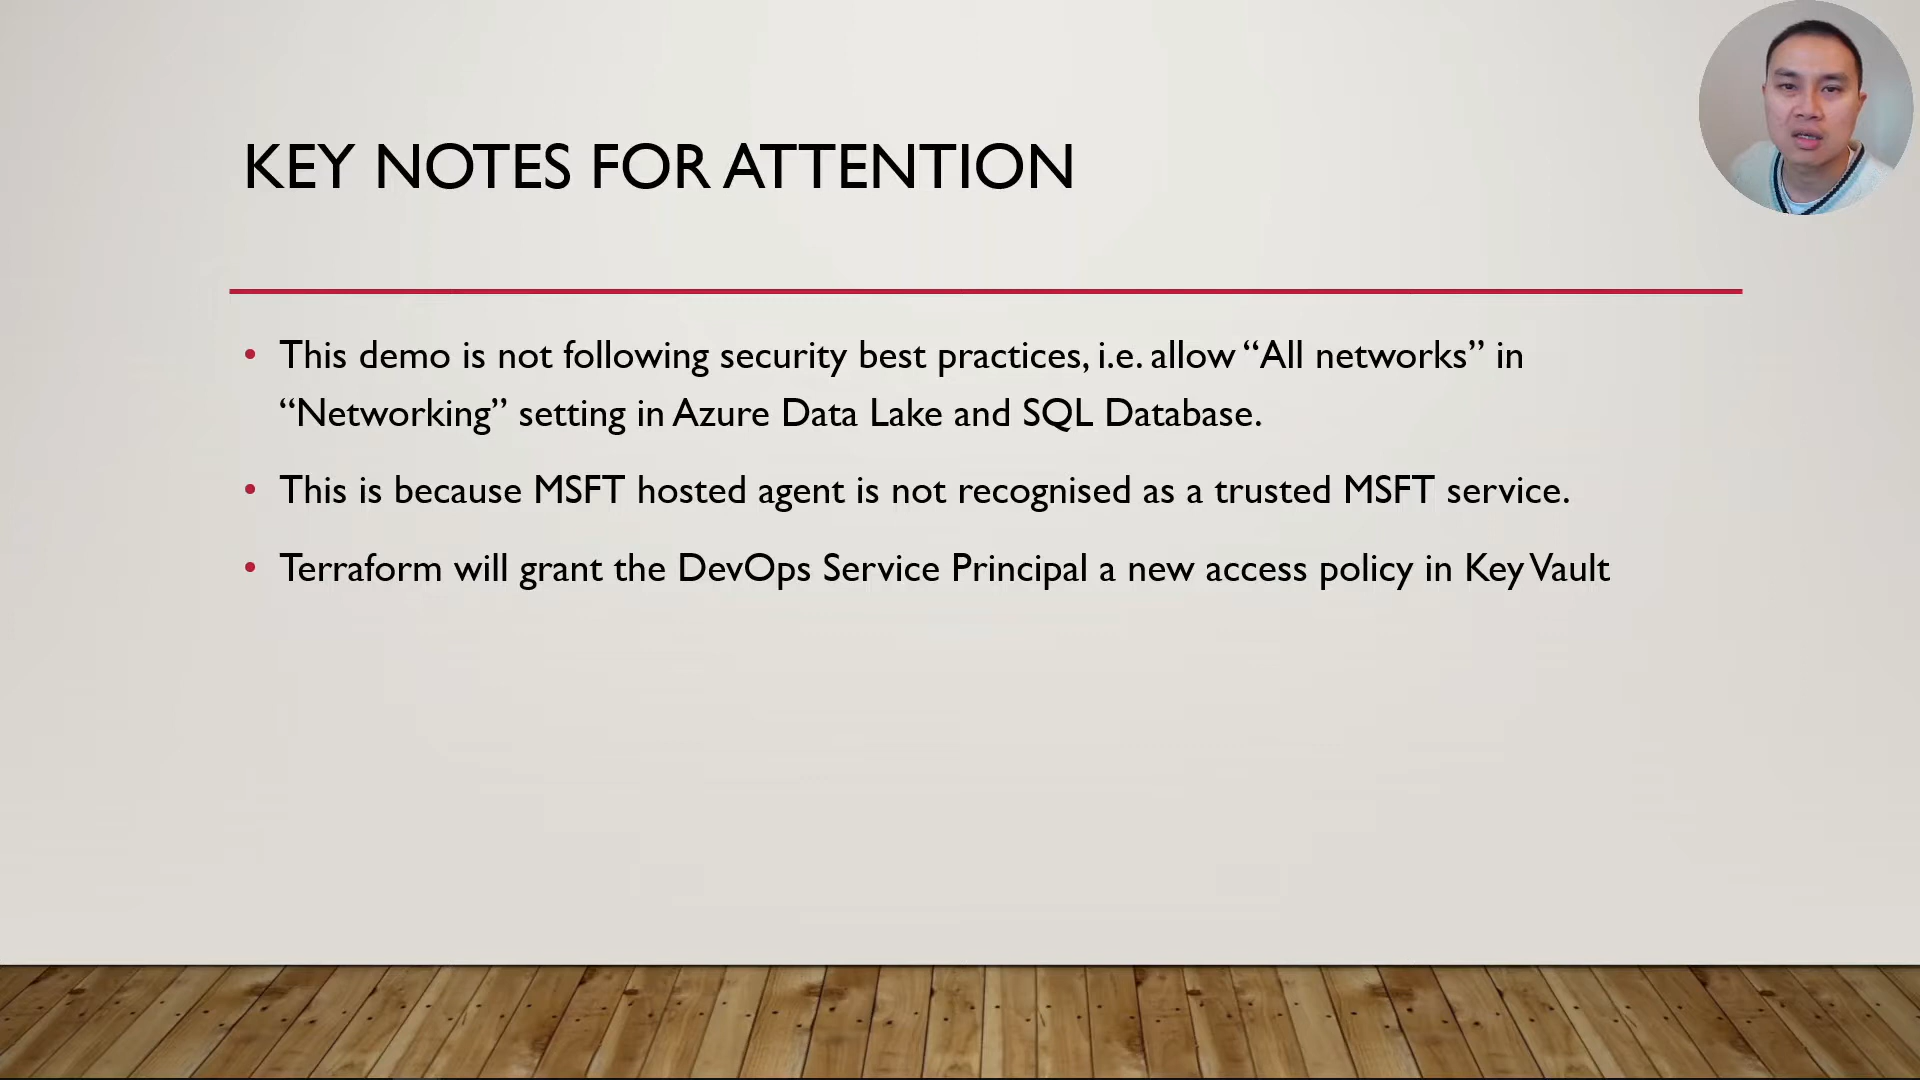 KEY NOTES FOR ATTENTION
• This demo is not following security best practices, i.e. allow “All networks” in
“Networking” setting in Azure Data Lake and SQL Database.
• This is because MSFT hosted agent is not recognised as a trusted MSFT service.
• Terraform will grant the DevOps Service Principal a new access policy in Key Vault